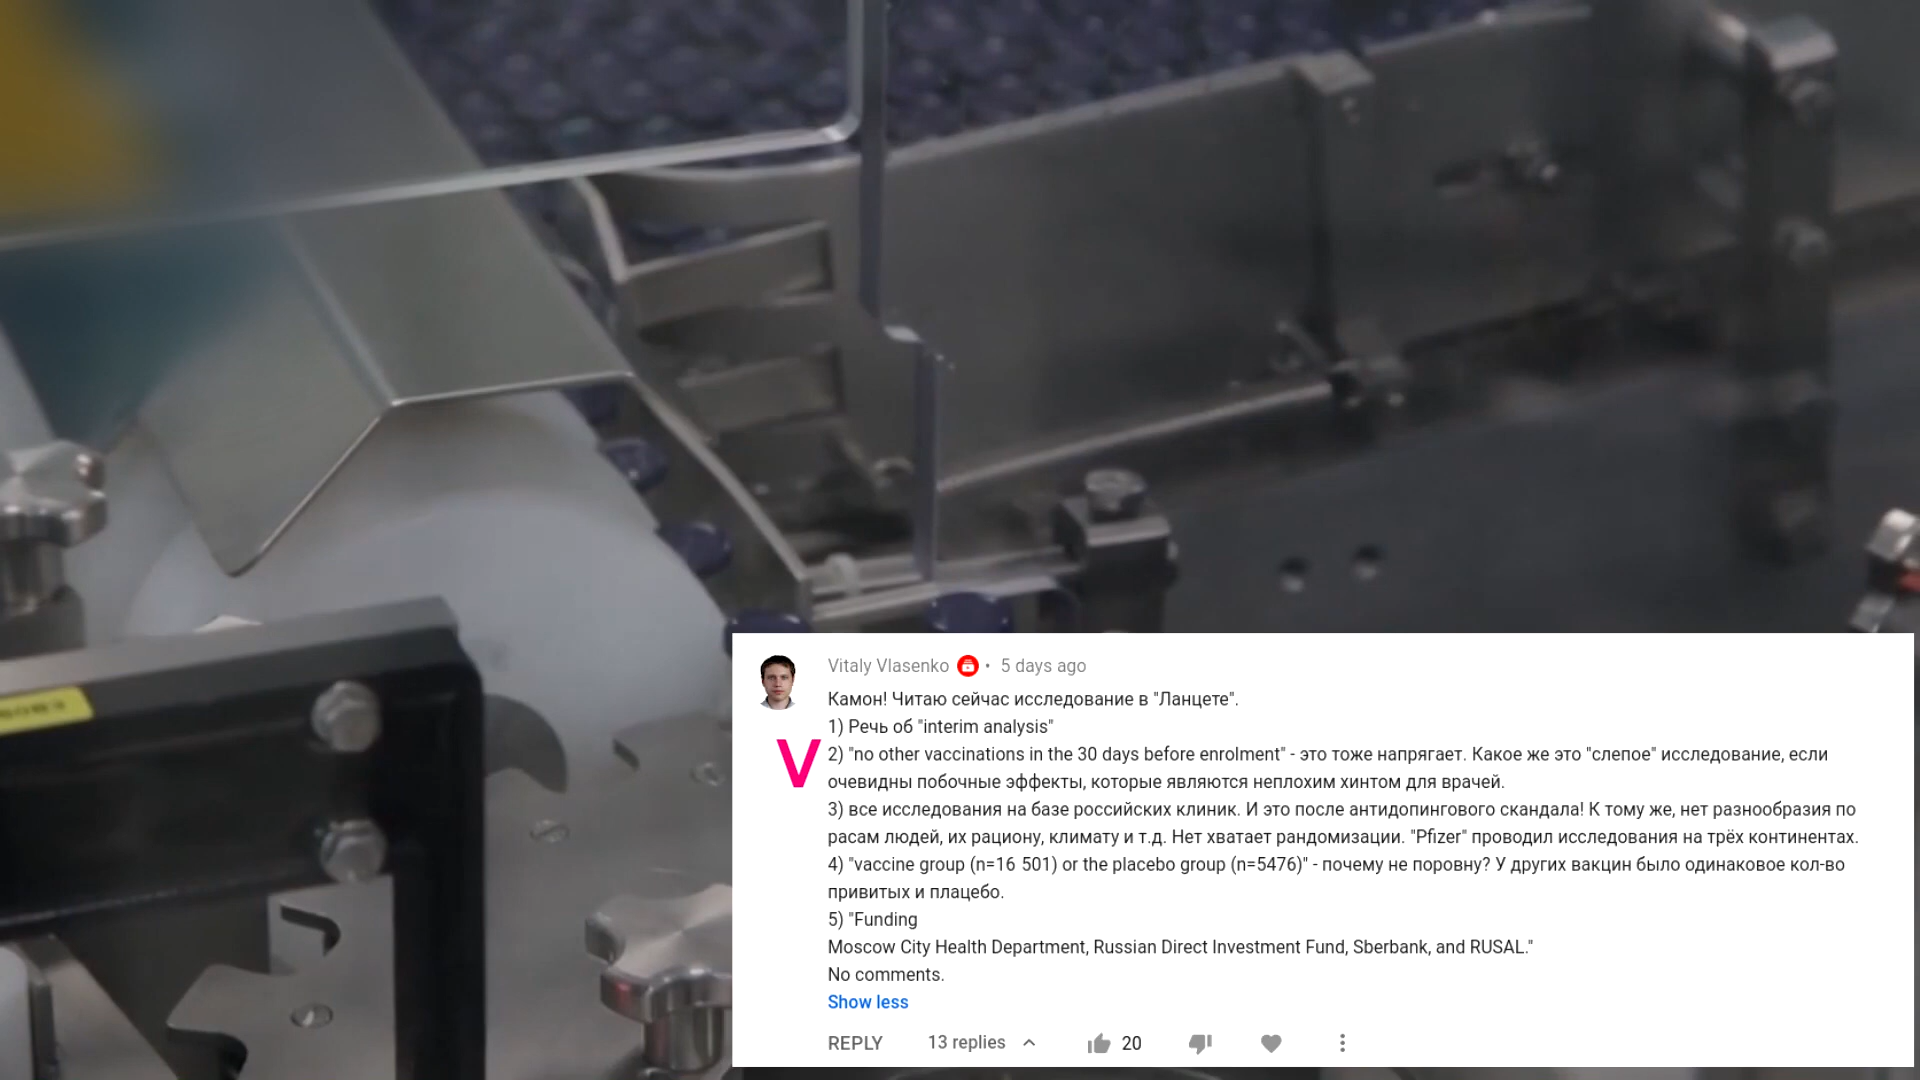 Vitaly Vlasenko • 5 days ago
Камон! Читаю сейчас исследование в "Ланцете".
1) Речь об "interim analysis"
V
2) "no other vaccinations in the 30 days before enrolment" - это тоже напрягает. Какое же это "слепое" исследование, если
очевидны побочные эффекты, которые являются неплохим хинтом для врачей.
3) все исследования на базе российских клиник. И это после антидопингового скандала! К тому же, нет разнообразия по
расам людей, их рациону, климату и т.д. Нет хватает рандомизации. "Pfizer" проводил исследования на трёх континентах.
4) "vaccine group (n=16 501) or the placebo group (n=5476)" - почему не поровну? У других вакцин было одинаковое кол-во
привитых и плацебо.
5) "Funding
Moscow City Health Department, Russian Direct Investment Fund, Sberbank, and RUSAL."
No comments.
Show less
REPLY 13 replies 20